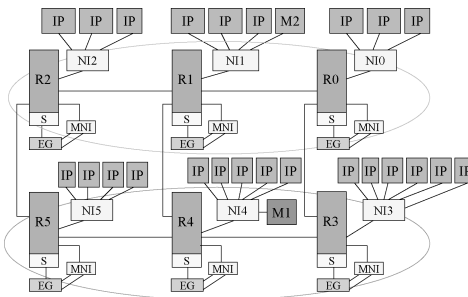 IP IP IP IP IP IP M2 IP IP IP
NI2 NI1 NI0
R2 R1 R0
S S S
MNI MNI MNI
EG EG EG
IP IP IP IP IP IP IP IP IP IP IP IP IP IP IP
NI5 NI4 M1 NI3
R5 R4 R3
S S S
MNI MNI MNI
EG EG EG